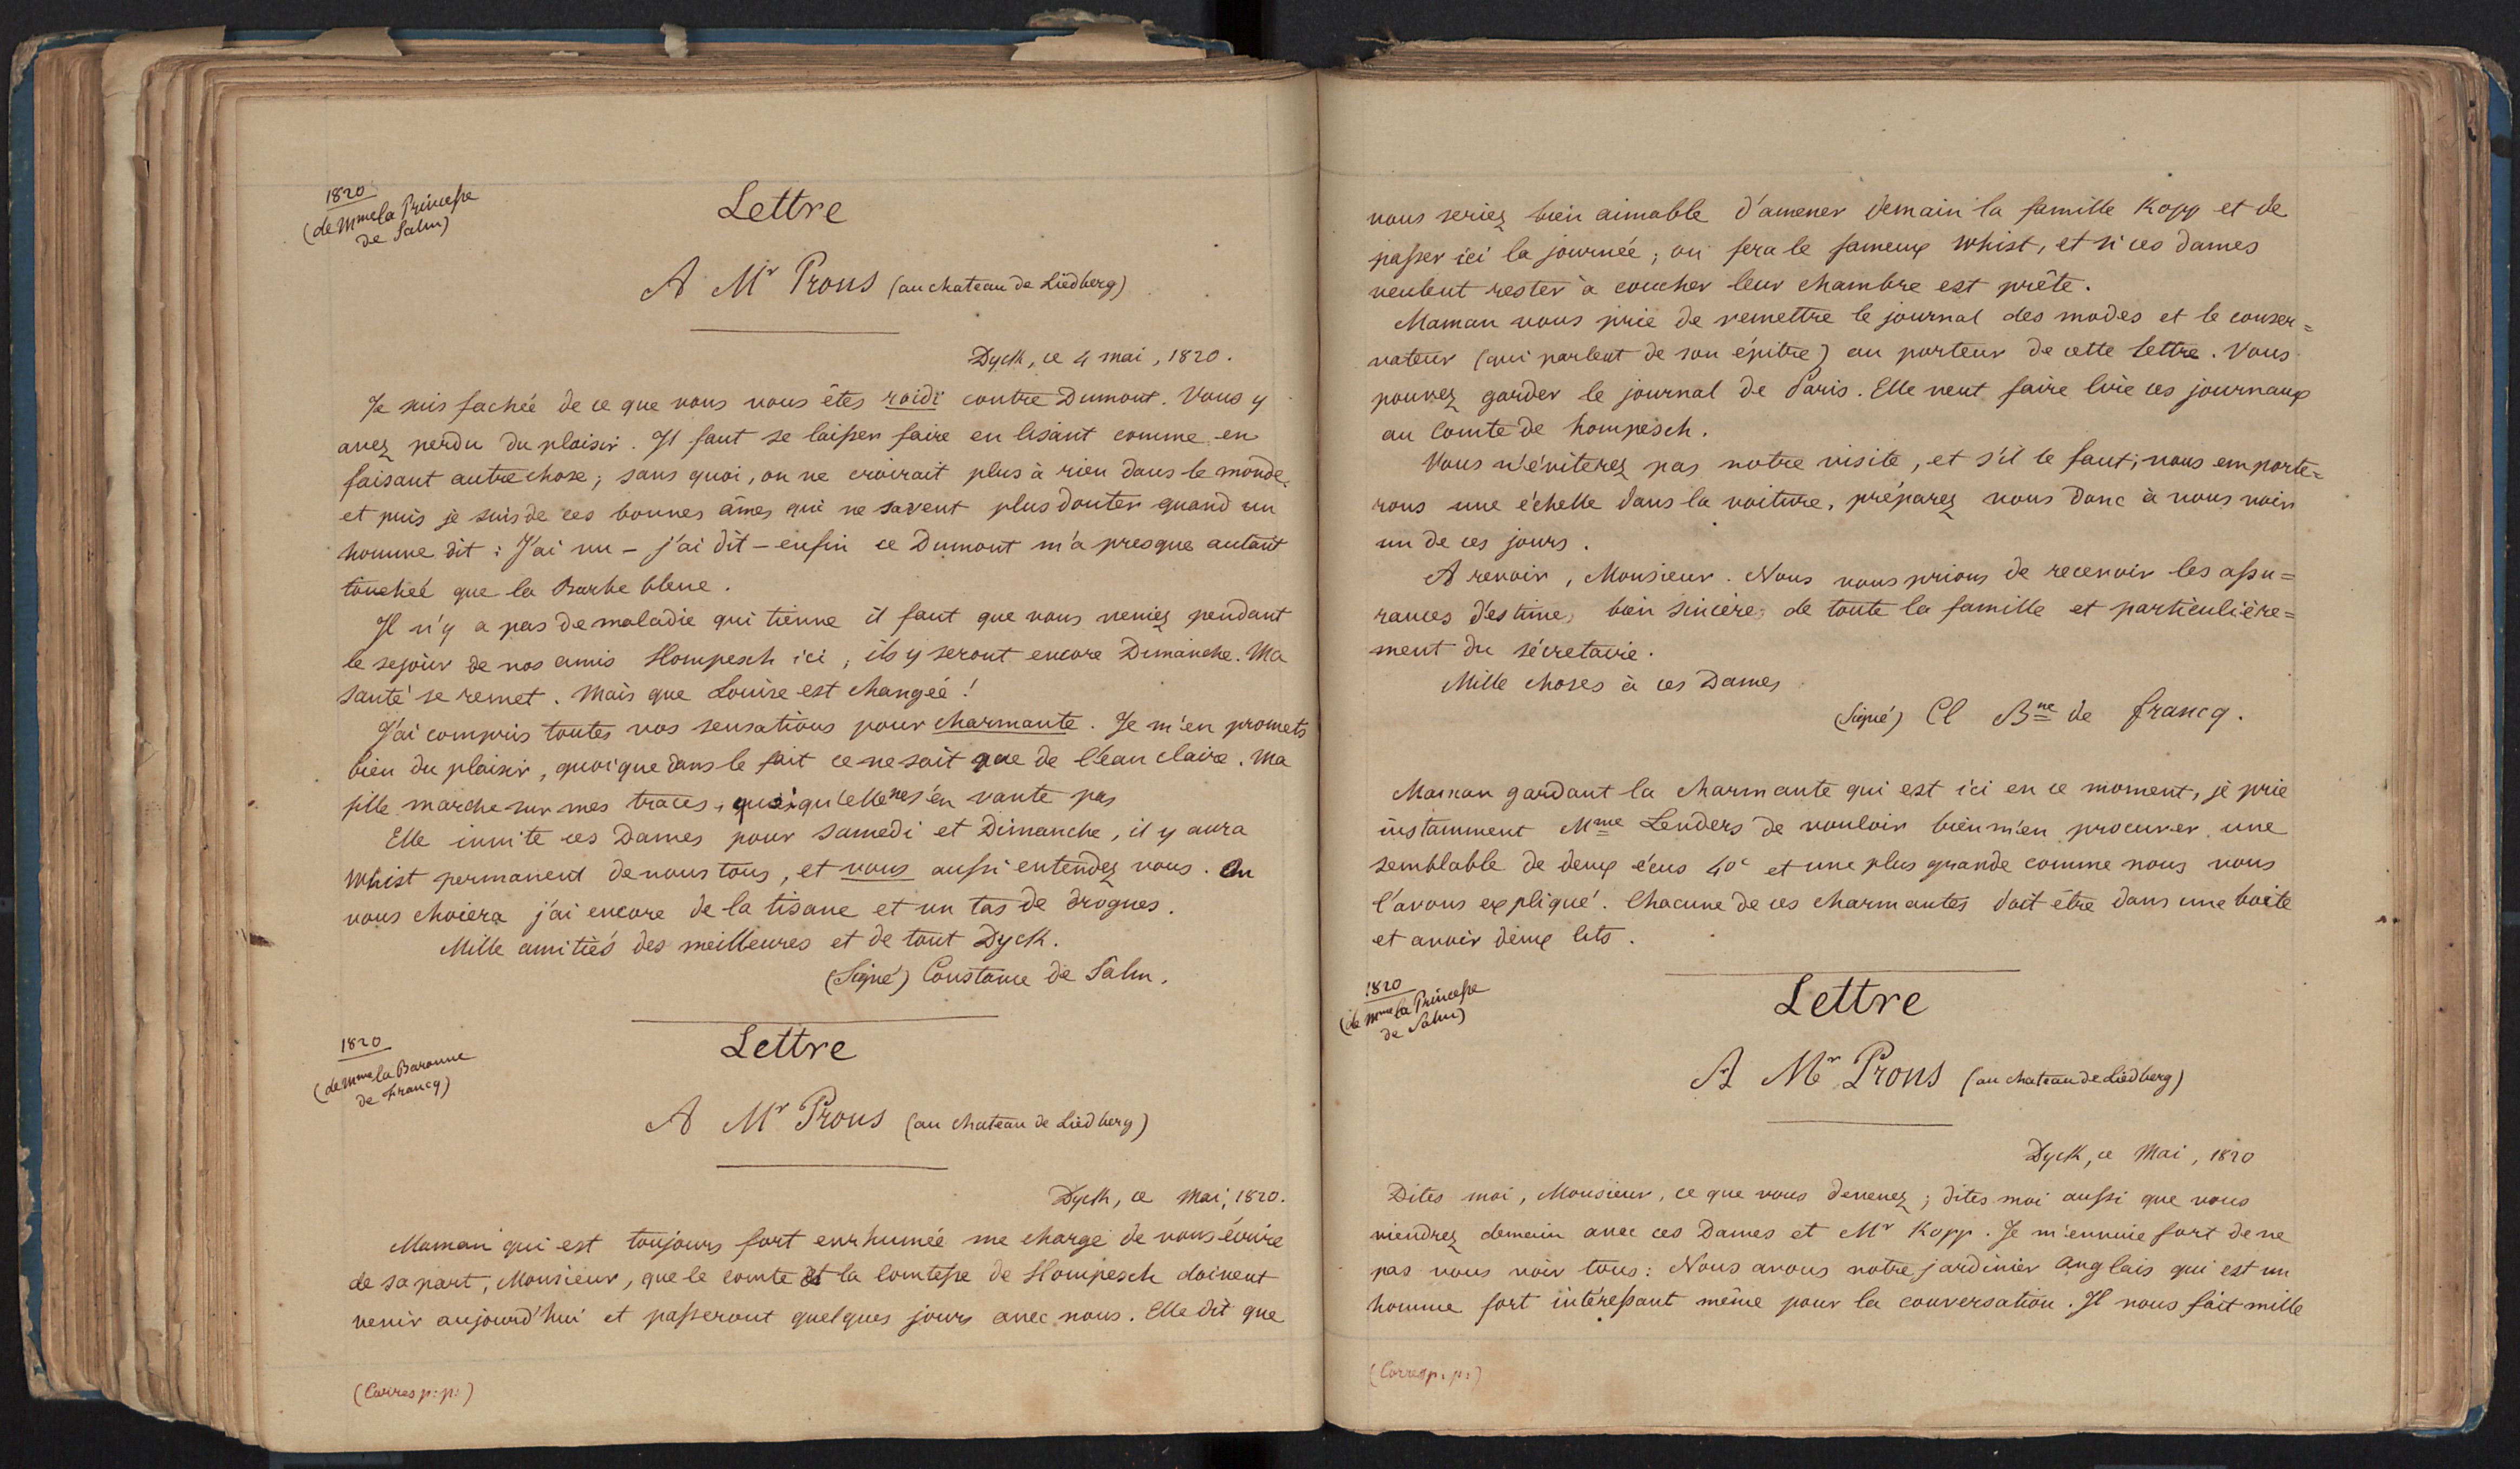 1820
(de Mme la Princesse
de Salm)
Lettre
A Mr Prous (au chateau de Liedberg)
Dyck, ce 4 mai, 1820.
Je suis fachée de ce que vous vous êtes roidi contre Dumont. Vous y
avez perdu du plaisir. Il faut se laisser faire en lisant comme en
faisant autre chose; sans quoi, on ne croirait plus à rien dans le monde,
et puis je suis de ces bonnes âmes qui ne savent plus douter quand un
homme dit: J'ai vu - j'ai dit - enfin ce Dumont m'a presque autant
touchée que la Barbe bleue.
Il n'y a pas de maladie qui tienne il faut que vous veniez pendant
le sejour de nos amis Hompesch ici, ils y seront encore Dimanche. Ma
santé se remet. Mais que Louise est changée!
J'ai compris toutes vos sensations pour charmante. Je m'en promets
bien du plaisir, quoique dans le fait ce ne soit que de l'eau claire. Ma
fille marche sur mes traces, quoiqu'elle ne s'en vante pas
Elle invite ces Dames pour samedi et Dimanche, il y aura
Whist permanent de nous tous, et vous aussi entendez vous. On
vous choiera j'ai encore de la tisane et un tas de drogues.
Mille amitiés des meilleures et de tout Dyck.
(Signé) Constance de Salm.
1820
(de Mme la Baronne
de Francq)
Lettre
A Mr Prous (au chateau de Liedberg)
Dyck, ce Mai, 1820.
Maman qui est toujours fort enrhumée me charge de vous écrire
de sa part, Monsieur, que le comte et la Comtesse de Hompesch doivent
venir aujourd'hui et passeront quelques jours avec nous. Elle dit que
(Corresp: p:)
vous seriez bien aimable d'amener demain la famille Kopp et de
passer ici la journée; on fera le fameux Whist, et si ces dames
veulent rester à coucher leur chambre est prête.
Maman vous prie de remettre le journal des modes et le conser=
vateur (qui parlent de son épitre) au porteur de cette lettre. Vous
pouvez garder le journal de Paris. Elle veut faire lire ces journaux
au Comte de hompesch.
Vous n'éviterez pas notre visite, et s'il le faut, nous emporte=
rons une échelle dans la voiture, préparez vous donc à nous voir
un de ces jours.
A revoir, Monsieur. Nous vous prions de recevoir les assu=
rances d'estime, bien sincère, de toute la famille et particulière=
ment du sécretaire.
Mille choses à ces Dames
(Signé) Cl Bne de francq.
Maman gardant la charmante qui est ici en ce moment, je prie
instamment Mme Lenders de vouloir bien m'en procurer une
semblable de deux écus 40c et une plus grande comme nous vous
l'avons expliqué. Chacune de ces charmantes doit être dans une boite
et avoir deux lits.
1820
(de Mme la Princesse
de Salm)
Lettre
A Mr Prous (au chateau de Liedberg)
Dyck, ce Mai, 1820
Dites moi, Monsieur, ce que vous devenez; dites moi aussi que vous
viendrez demain avec ces Dames et Mr Kopp. Je m'ennuie fort de ne
pas vous voir tous: Nous avons notre jardinier Anglais qui est un
homme fort intéressant même pour la conversation. Il nous fait mille
(Corresp: p:)